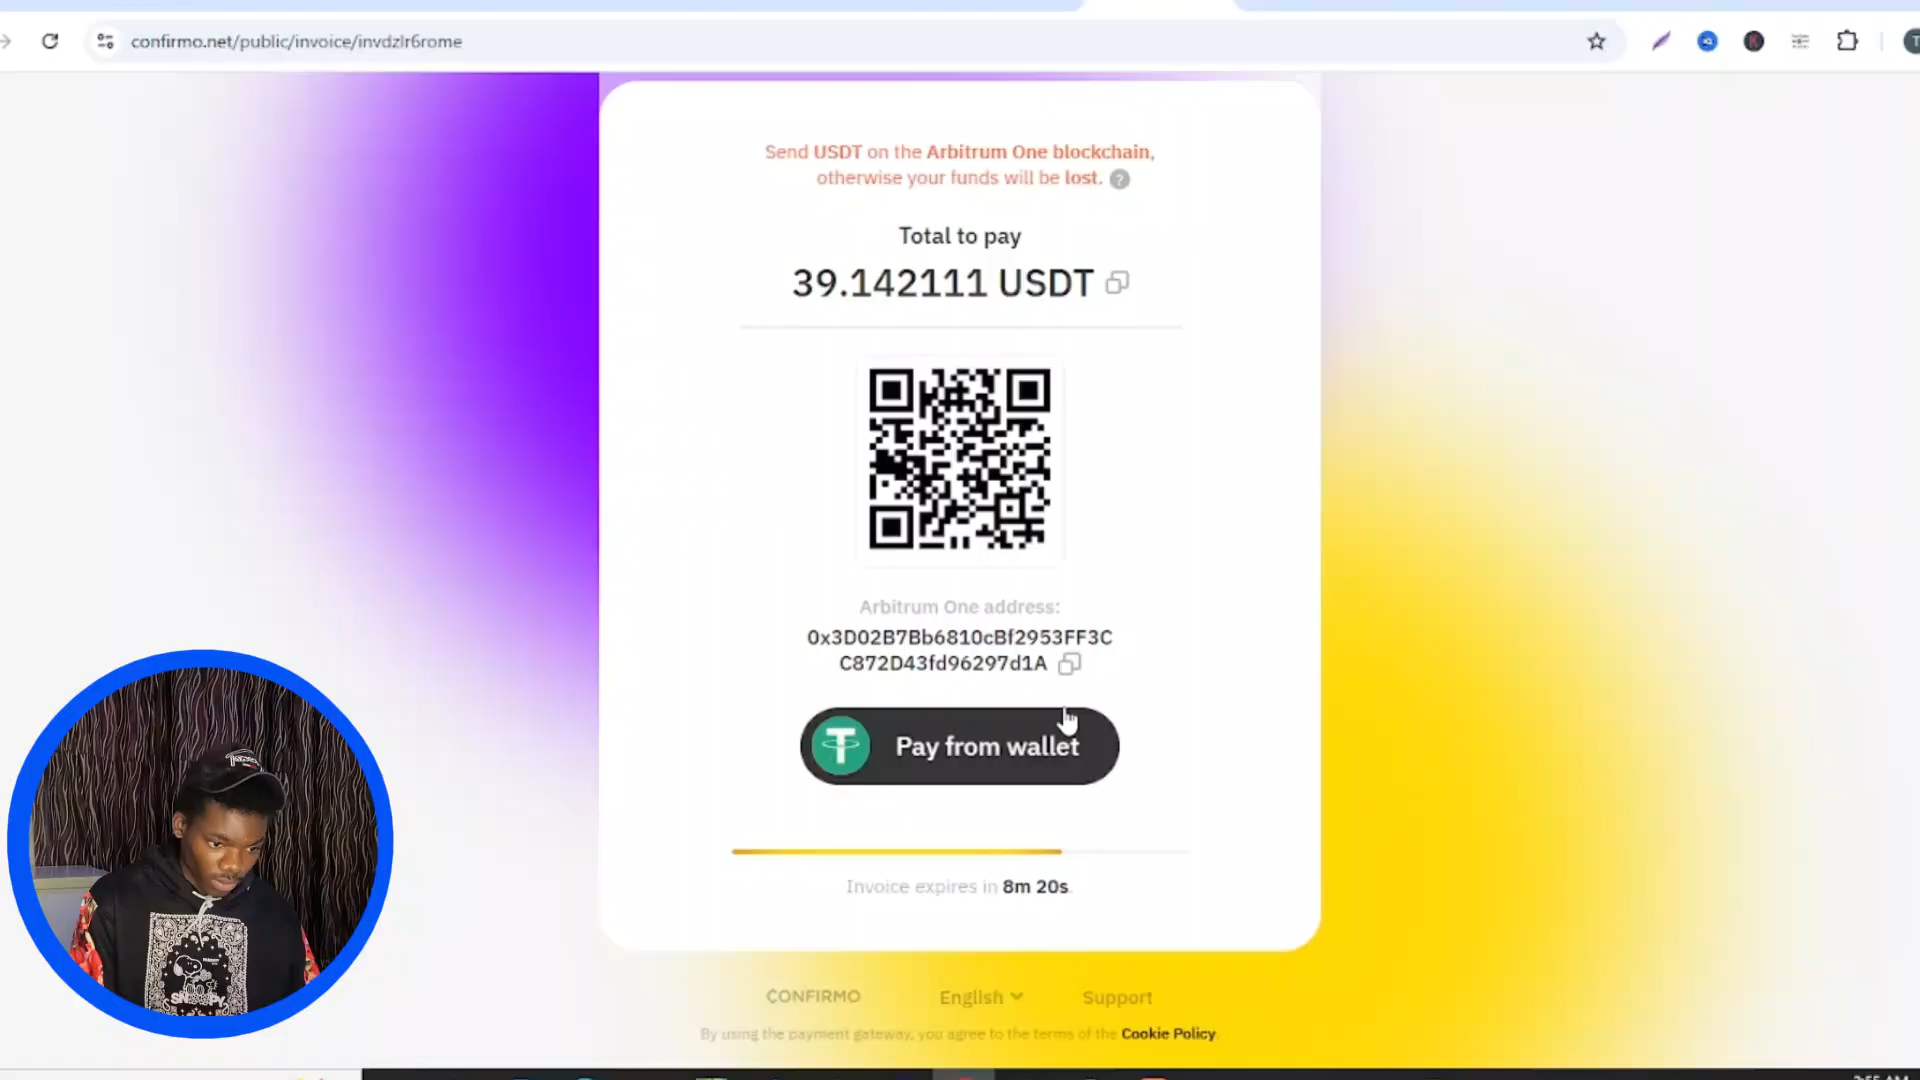 confirmo.net/public/invoice/invdzlr6rome
Send USDT on the Arbitrum One blockchain,
otherwise your funds will be lost. ?
Total to pay
39.142111 USDT
Arbitrum One address:
0x3D02B7Bb6810cBf2953FF3C
C872D43fd96297d1A
Pay from wallet
Invoice expires in 8m 20s.
CONFIRMO
English
Support
By using the payment gateway, you agree to the terms of the Cookie Policy.
SNOOPY